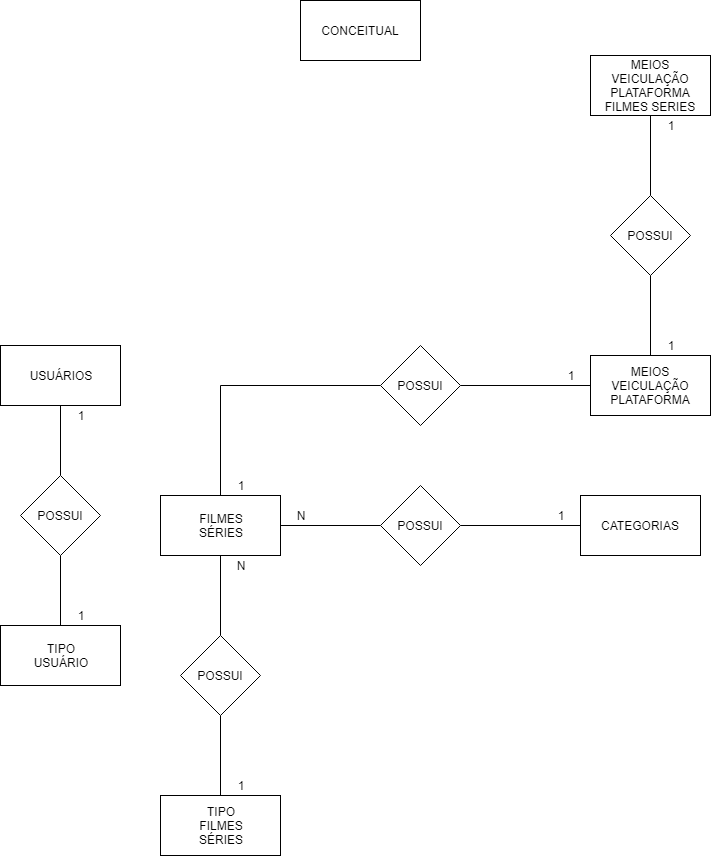 CONCEITUAL
MEIOS
VEICULAÇÃO
PLATAFORMA
FILMES SERIES
1
POSSUI
1
MEIOS
VEICULAÇÃO
PLATAFORMA
1
POSSUI
1
USUÁRIOS
1
POSSUI
1
TIPO
USUÁRIO
FILMES
SÉRIES
N
POSSUI
1
CATEGORIAS
N
POSSUI
1
TIPO
FILMES
SÉRIES